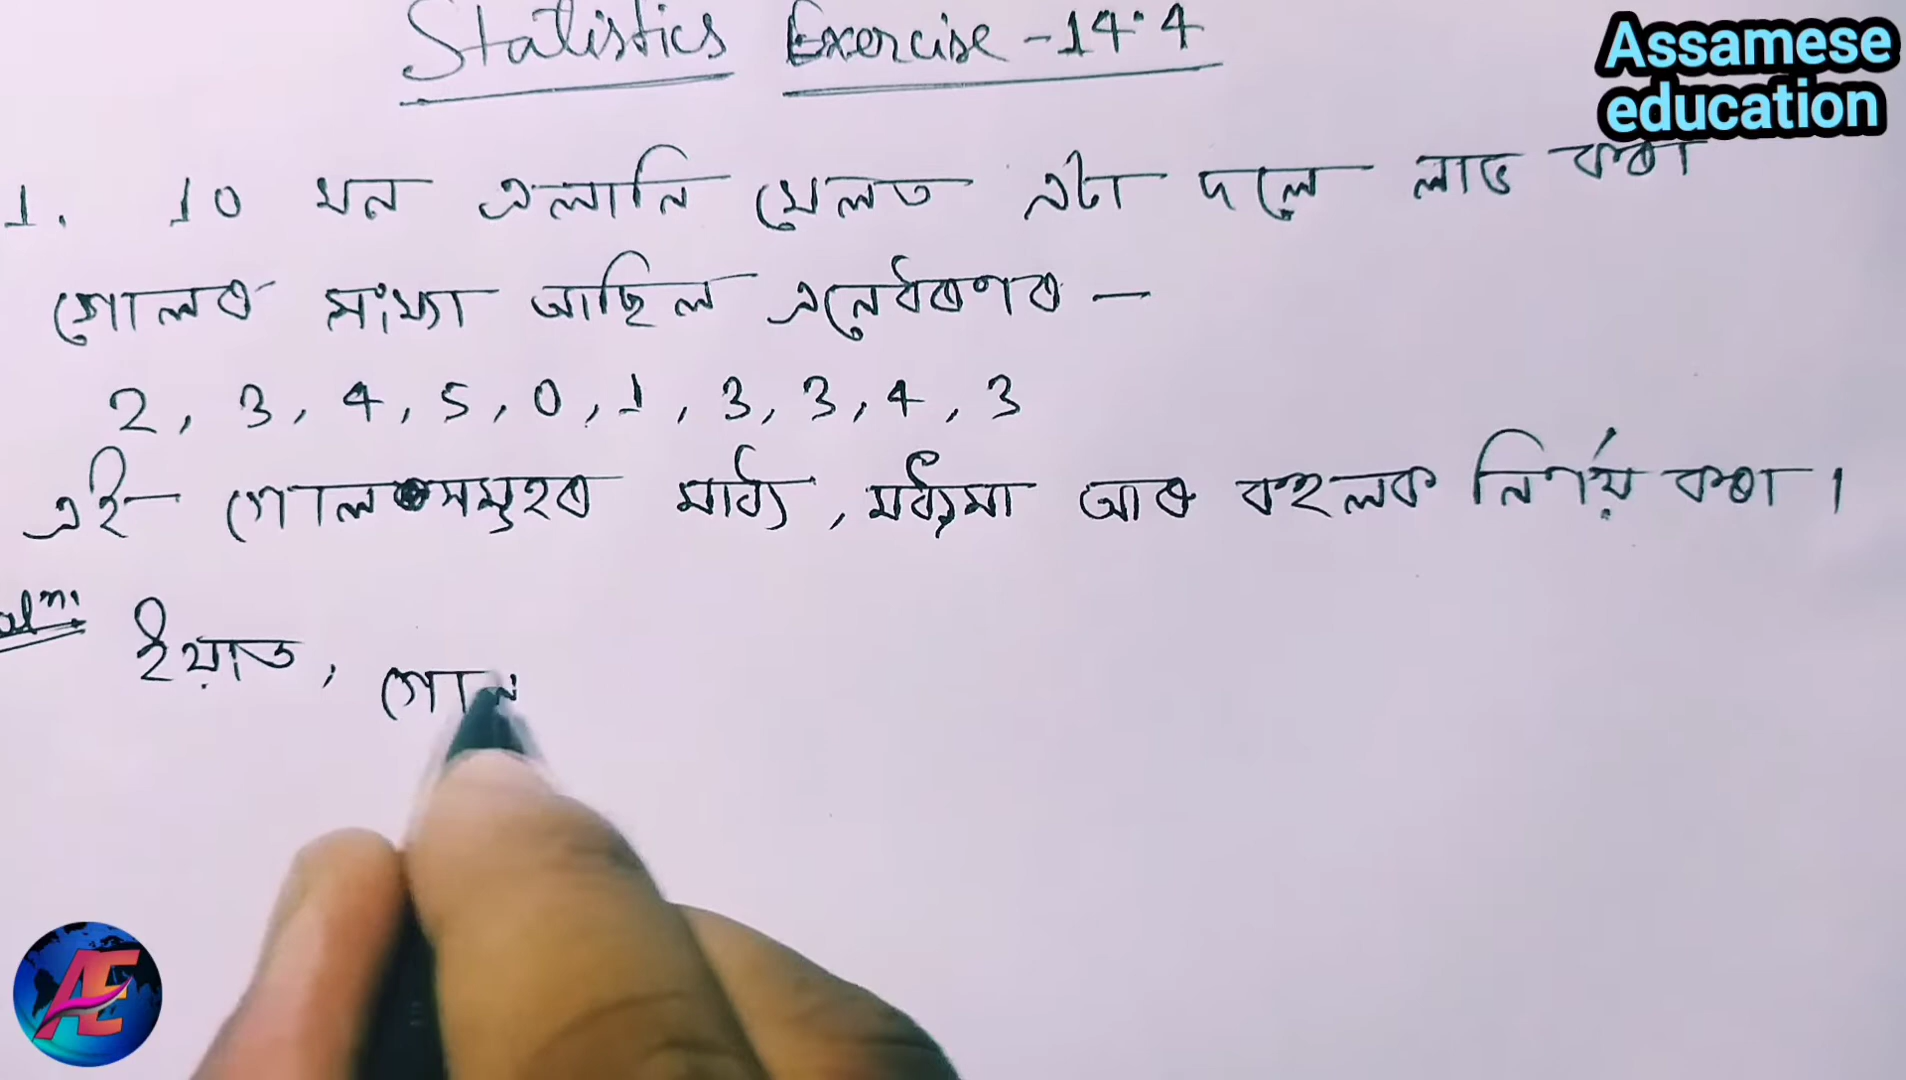 Statistics Exercise - 14.4
Assamese
education
1. 10 খন এলানি খেলত এটা দলে লাভ কৰা
গোলৰ সংখ্যা আছিল এনেধৰণৰ –
2, 3, 4, 5, 0, 1, 3, 3, 4, 3
এই গোলসমূহৰ মাধ্য, মধ্যমা আৰু বহুলক নিৰ্ণয় কৰা ।
ইয়াত, গোল
AE